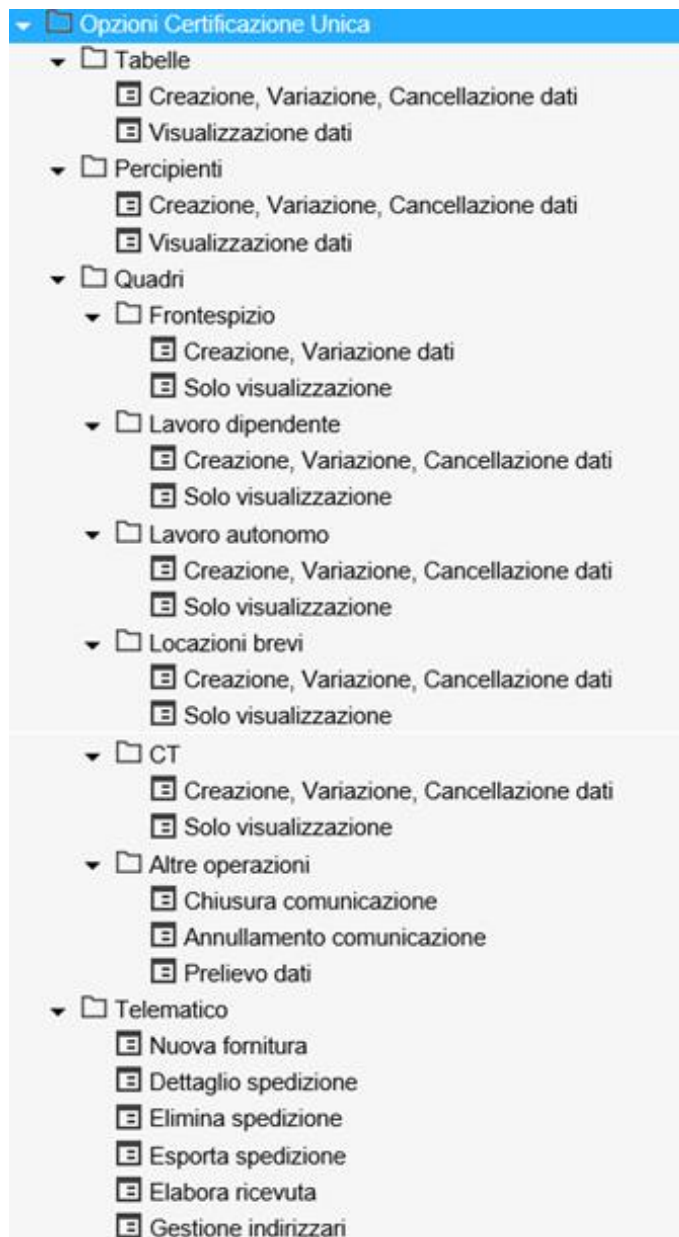 Opzioni Certificazione Unica
Tabelle
Creazione, Variazione, Cancellazione dati
Visualizzazione dati
Percipienti
Creazione, Variazione, Cancellazione dati
Visualizzazione dati
Quadri
Frontespizio
Creazione, Variazione dati
Solo visualizzazione
Lavoro dipendente
Creazione, Variazione, Cancellazione dati
Solo visualizzazione
Lavoro autonomo
Creazione, Variazione, Cancellazione dati
Solo visualizzazione
Locazioni brevi
Creazione, Variazione, Cancellazione dati
Solo visualizzazione
CT
Creazione, Variazione, Cancellazione dati
Solo visualizzazione
Altre operazioni
Chiusura comunicazione
Annullamento comunicazione
Prelievo dati
Telematico
Nuova fornitura
Dettaglio spedizione
Elimina spedizione
Esporta spedizione
Elabora ricevuta
Gestione indirizzari